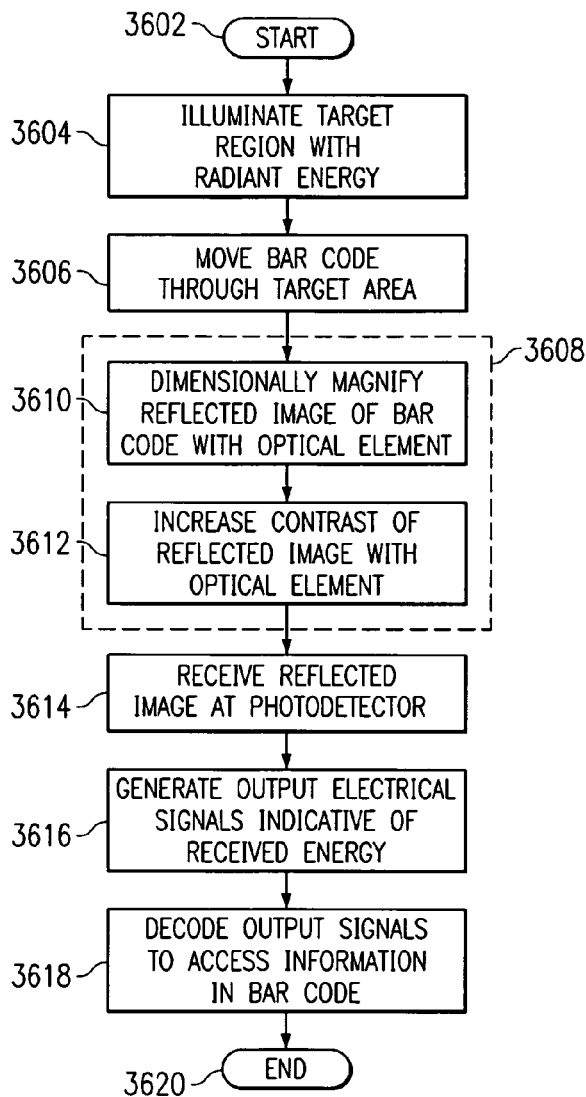 3602
START
3604
ILLUMINATE TARGET
REGION WITH
RADIANT ENERGY
3606
MOVE BAR CODE
THROUGH TARGET AREA
3608
3610
DIMENSIONALLY MAGNIFY
REFLECTED IMAGE OF BAR
CODE WITH OPTICAL ELEMENT
3612
INCREASE CONTRAST OF
REFLECTED IMAGE WITH
OPTICAL ELEMENT
3614
RECEIVE REFLECTED
IMAGE AT PHOTODETECTOR
3616
GENERATE OUTPUT ELECTRICAL
SIGNALS INDICATIVE OF
RECEIVED ENERGY
3618
DECODE OUTPUT SIGNALS
TO ACCESS INFORMATION
IN BAR CODE
3620
END